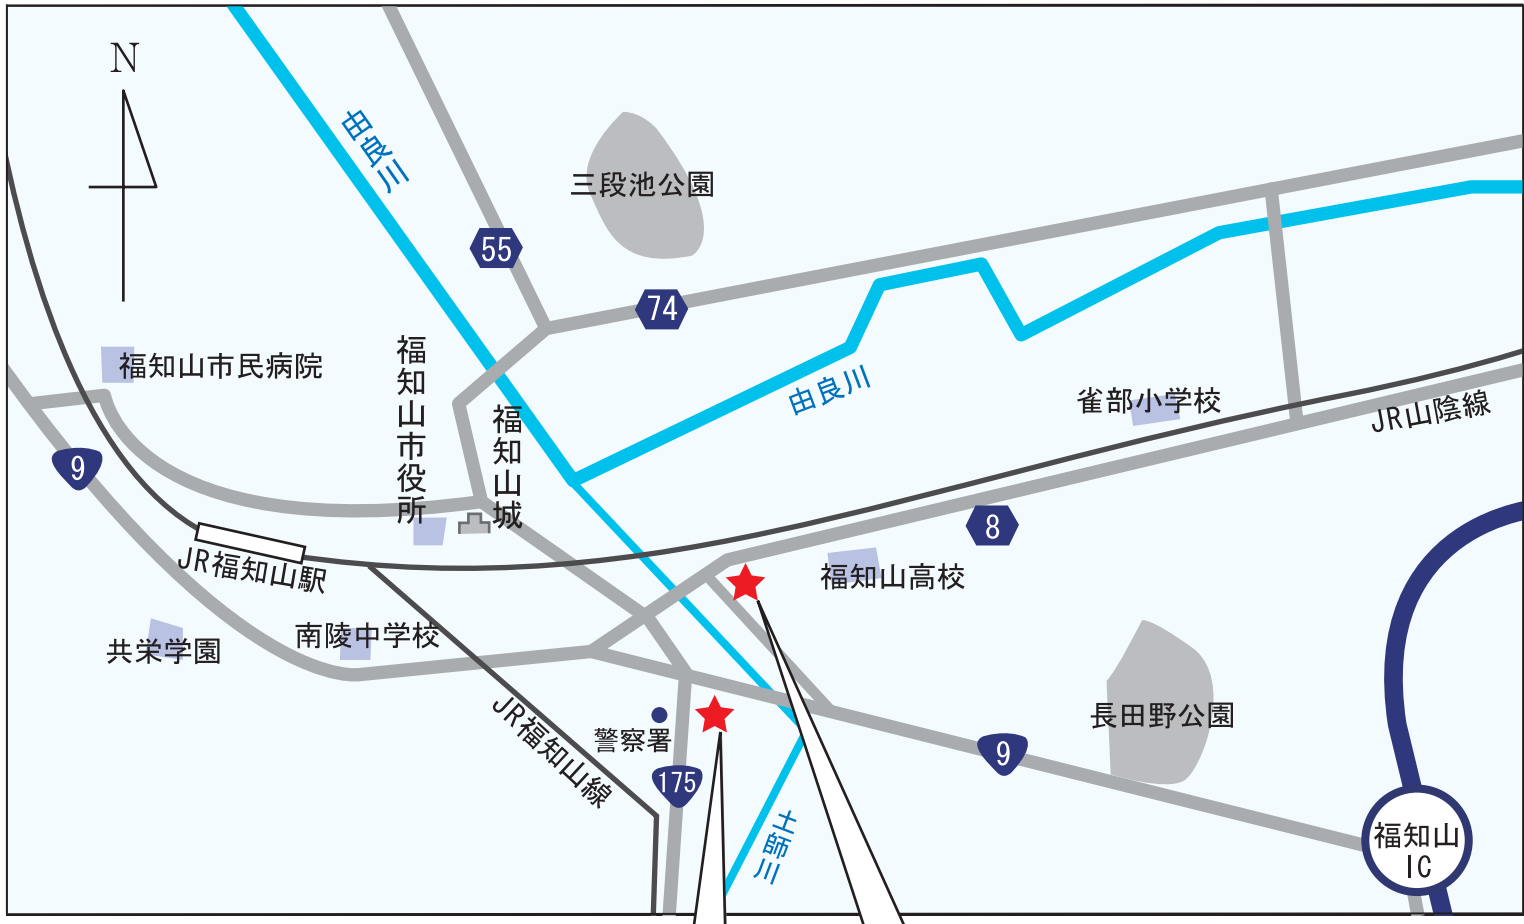 N
由良川
三段池公園
55
74
福知山市民病院
福知山市役所
福知山城
由良川
雀部小学校
JR山陰線
9
8
JR福知山駅
福知山高校
共栄学園
南陵中学校
長田野公園
JR福知山線
警察署
175
9
土師川
福知山
IC